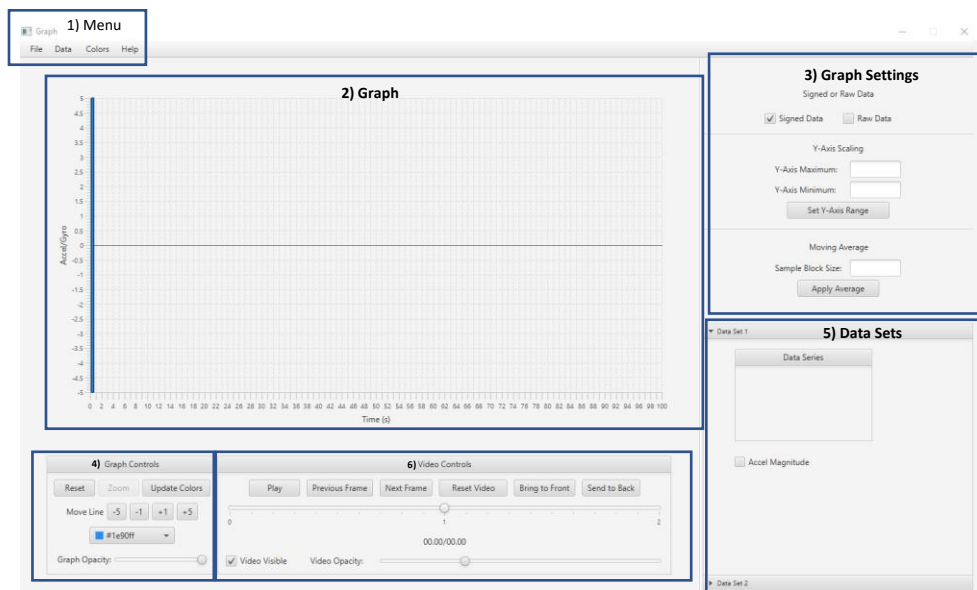 1) Menu
Graph
File Data Colors Help
2) Graph
5
4.5
4
3.5
3
2.5
2
1.5
1
0.5
0
-0.5
-1
-1.5
-2
-2.5
-3
-3.5
-4
-4.5
-5
Accel/Gyro
0 2 4 6 8 10 12 14 16 18 20 22 24 26 28 30 32 34 36 38 40 42 44 46 48 50 52 54 56 58 60 62 64 66 68 70 72 74 76 78 80 82 84 86 88 90 92 94 96 98 100
Time (s)
3) Graph Settings
Signed or Raw Data
Signed Data Raw Data
Y-Axis Scaling
Y-Axis Maximum:
Y-Axis Minimum:
Set Y-Axis Range
Moving Average
Sample Block Size:
Apply Average
4) Graph Controls
Reset Zoom Update Colors
Move Line -5 -1 +1 +5
#1e90ff
Graph Opacity:
6) Video Controls
Play Previous Frame Next Frame Reset Video Bring to Front Send to Back
0 1 2
00.00/00.00
Video Visible Video Opacity:
Data Set 1
5) Data Sets
Data Series
Accel Magnitude
Data Set 2